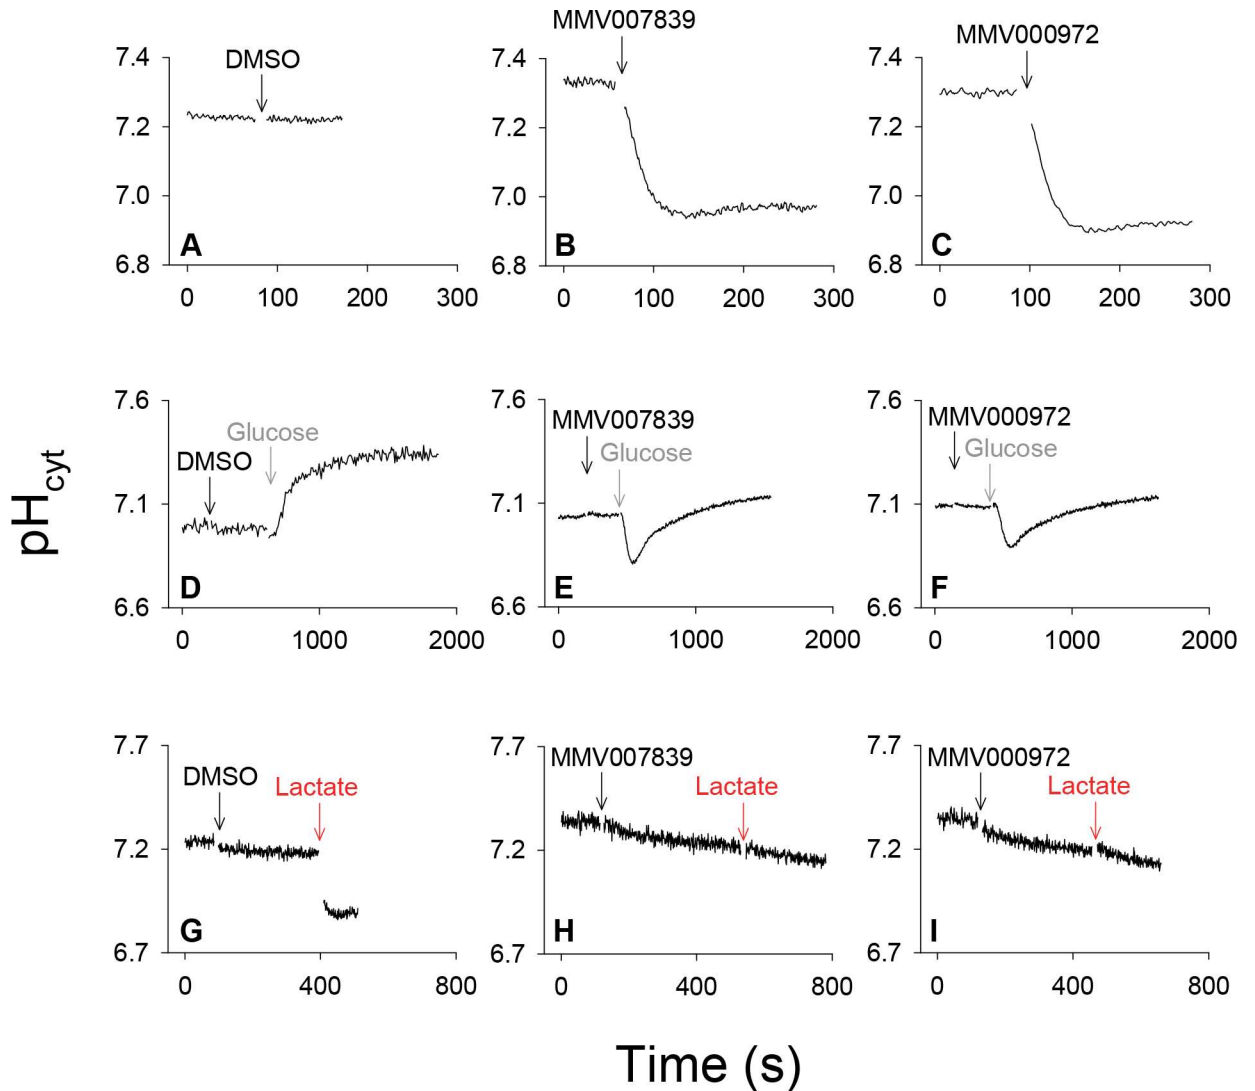 MMV007839
MMV000972
DMSO
7.4
7.2
7.0
6.8
A
0
100
200
300
7.4
7.2
7.0
6.8
B
0
100
200
300
7.4
7.2
7.0
6.8
C
0
100
200
300
pHcyt
7.6
7.1
6.6
Glucose
DMSO
D
0
1000
2000
7.6
7.1
6.6
MMV007839
Glucose
E
0
1000
2000
7.6
7.1
6.6
MMV000972
Glucose
F
0
1000
2000
7.7
7.2
6.7
DMSO
Lactate
G
0
400
800
7.7
7.2
6.7
MMV007839
Lactate
H
0
400
800
7.7
7.2
6.7
MMV000972
Lactate
I
0
400
800
Time (s)